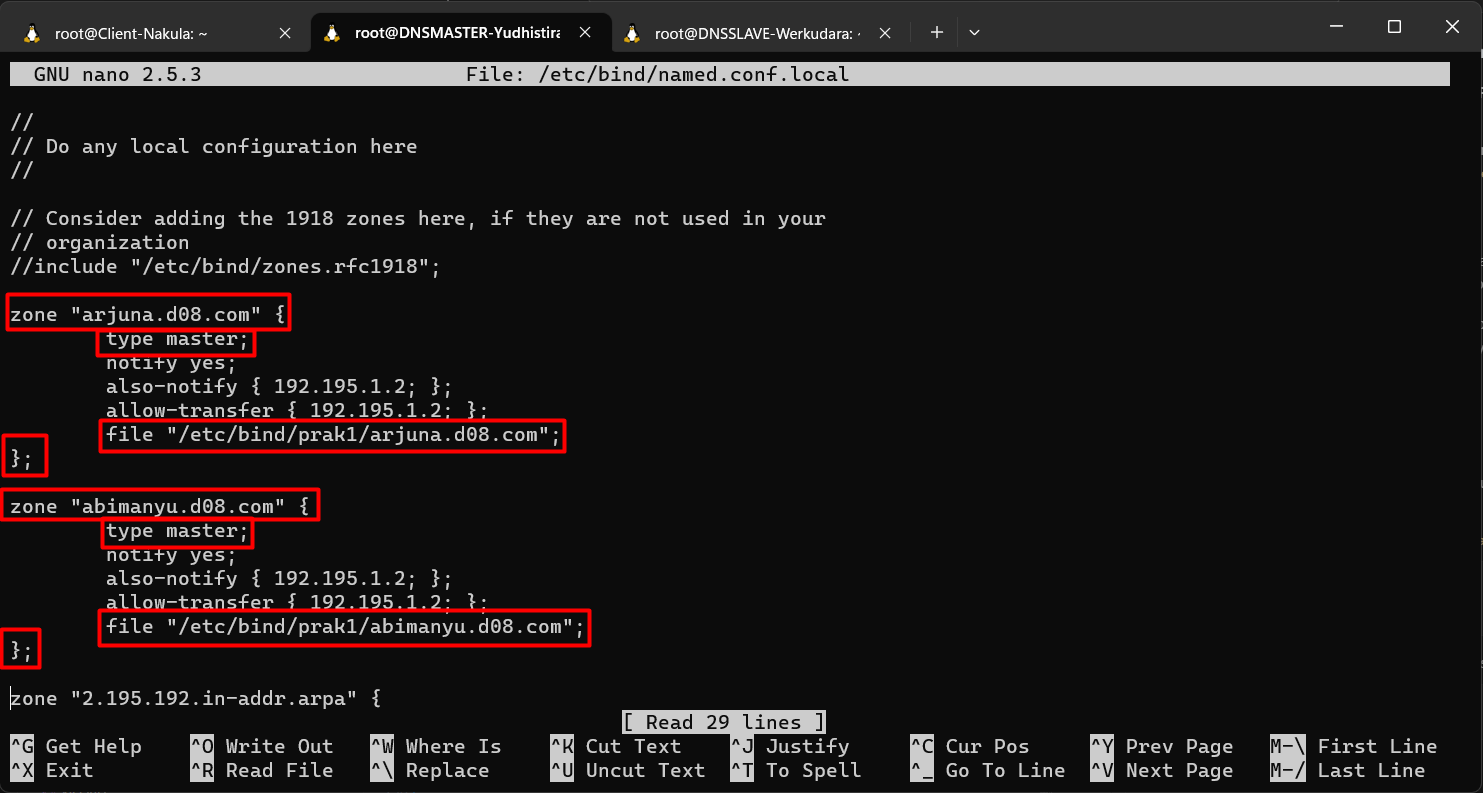 root@Client-Nakula: ~
root@DNSMASTER-Yudhistira
root@DNSSLAVE-Werkudara: ~
GNU nano 2.5.3 File: /etc/bind/named.conf.local
//
// Do any local configuration here
//
// Consider adding the 1918 zones here, if they are not used in your
// organization
//include "/etc/bind/zones.rfc1918";
zone "arjuna.d08.com" {
type master;
notify yes;
also-notify { 192.195.1.2; };
allow-transfer { 192.195.1.2; };
file "/etc/bind/prak1/arjuna.d08.com";
};
zone "abimanyu.d08.com" {
type master;
notify yes;
also-notify { 192.195.1.2; };
allow-transfer { 192.195.1.2; };
file "/etc/bind/prak1/abimanyu.d08.com";
};
zone "2.195.192.in-addr.arpa" {
[ Read 29 lines ]
^G Get Help ^O Write Out ^W Where Is ^K Cut Text ^J Justify ^C Cur Pos ^Y Prev Page M-\ First Line
^X Exit ^R Read File ^\ Replace ^U Uncut Text ^T To Spell ^_ Go To Line ^V Next Page M-/ Last Line